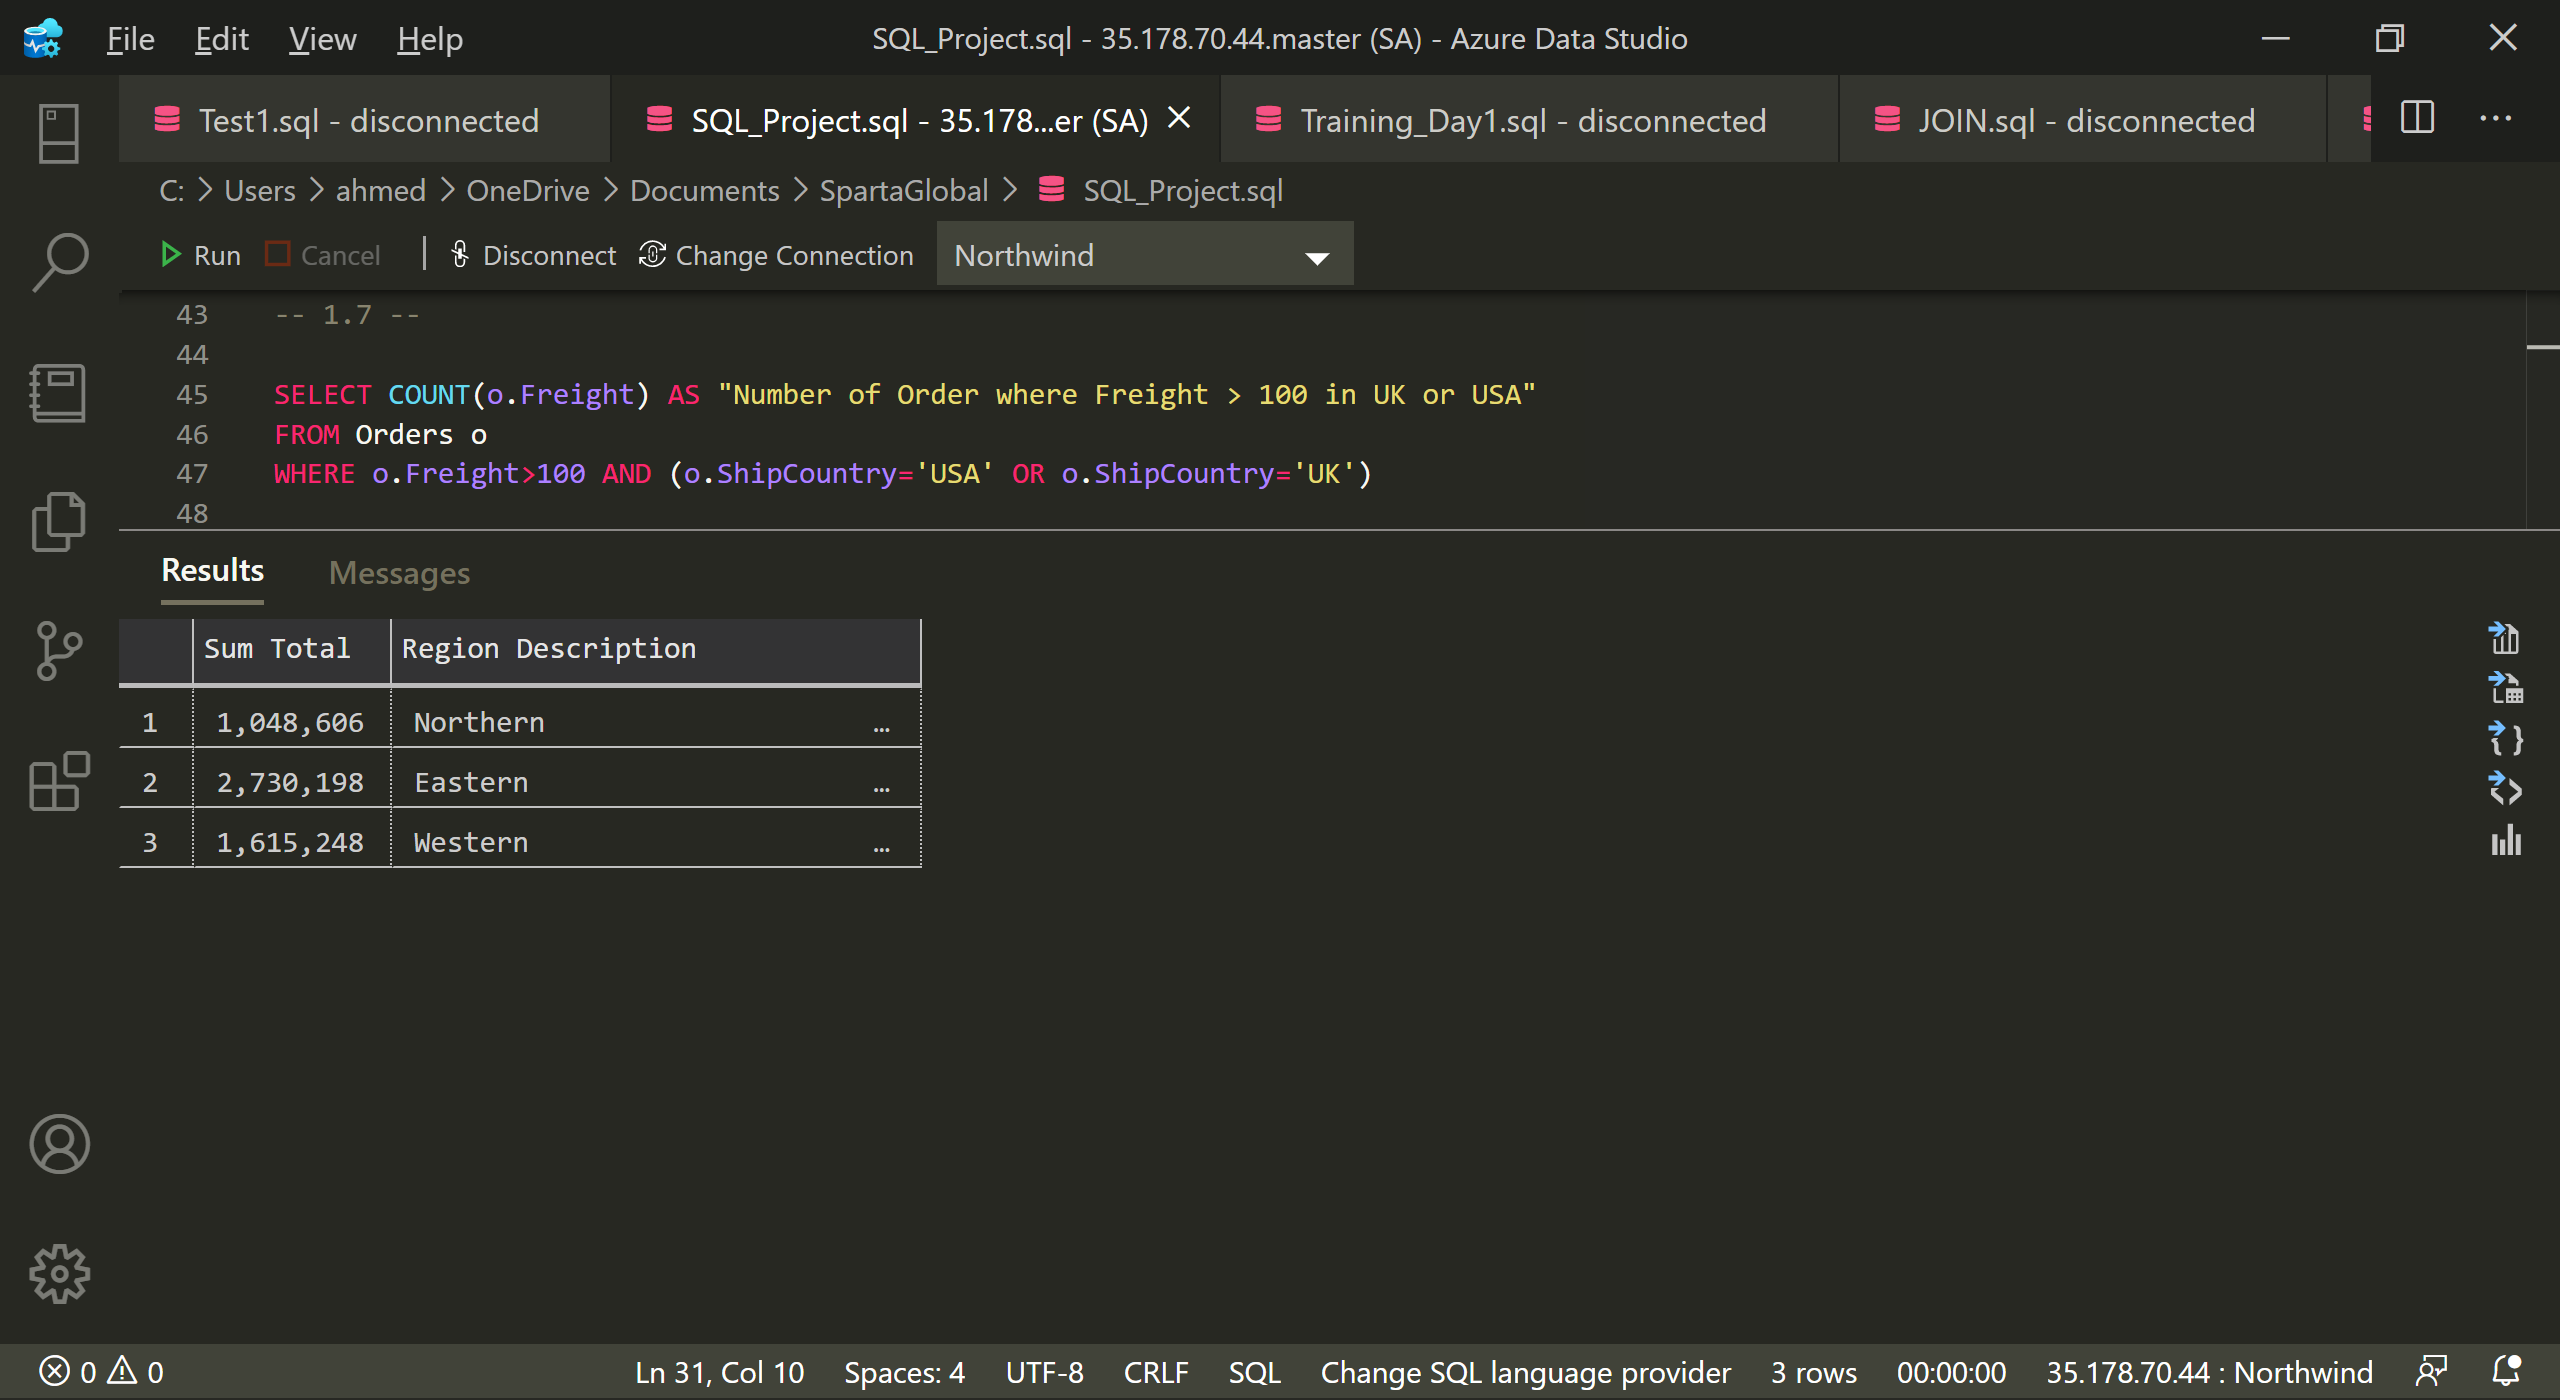 File Edit View Help SQL_Project.sql - 35.178.70.44.master (SA) - Azure Data Studio
Test1.sql - disconnected SQL_Project.sql - 35.178...er (SA) Training_Day1.sql - disconnected JOIN.sql - disconnected
C: > Users > ahmed > OneDrive > Documents > SpartaGlobal > SQL_Project.sql
Run Cancel | Disconnect Change Connection Northwind
43 -- 1.7 --
44
45 SELECT COUNT(o.Freight) AS "Number of Order where Freight > 100 in UK or USA"
46 FROM Orders o
47 WHERE o.Freight>100 AND (o.ShipCountry='USA' OR o.ShipCountry='UK')
48
Results Messages
Sum Total Region Description
1 1,048,606 Northern …
2 2,730,198 Eastern …
3 1,615,248 Western …
0 0 Ln 31, Col 10 Spaces: 4 UTF-8 CRLF SQL Change SQL language provider 3 rows 00:00:00 35.178.70.44 : Northwind